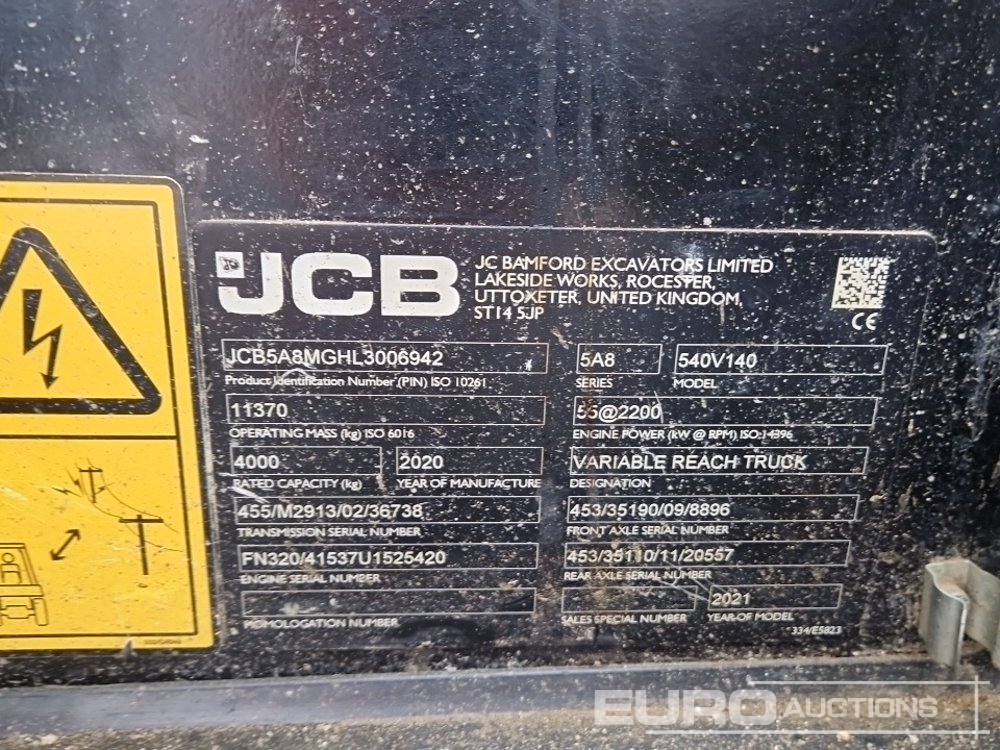 JCB
JC BAMFORD EXCAVATORS LIMITED
LAKESIDE WORKS, ROCESTER,
UTTOXETER, UNITED KINGDOM,
ST14 5JP
CE
JCB5A8MGHL3006942
Product Identification Number (PIN) ISO 10261
5A8
SERIES
540V140
MODEL
11370
OPERATING MASS (kg) ISO 6016
55@2200
ENGINE POWER (kW @ RPM) ISO:14396
4000
RATED CAPACITY (kg)
2020
YEAR OF MANUFACTURE
VARIABLE REACH TRUCK
DESIGNATION
455/M2913/02/36738
TRANSMISSION SERIAL NUMBER
453/35190/09/8896
FRONT AXLE SERIAL NUMBER
FN320/41537U1525420
ENGINE SERIAL NUMBER
453/35110/11/20557
REAR AXLE SERIAL NUMBER
HOMOLOGATION NUMBER
SALES SPECIAL NUMBER
2021
YEAR OF MODEL
334/E5823
EURO AUCTIONS